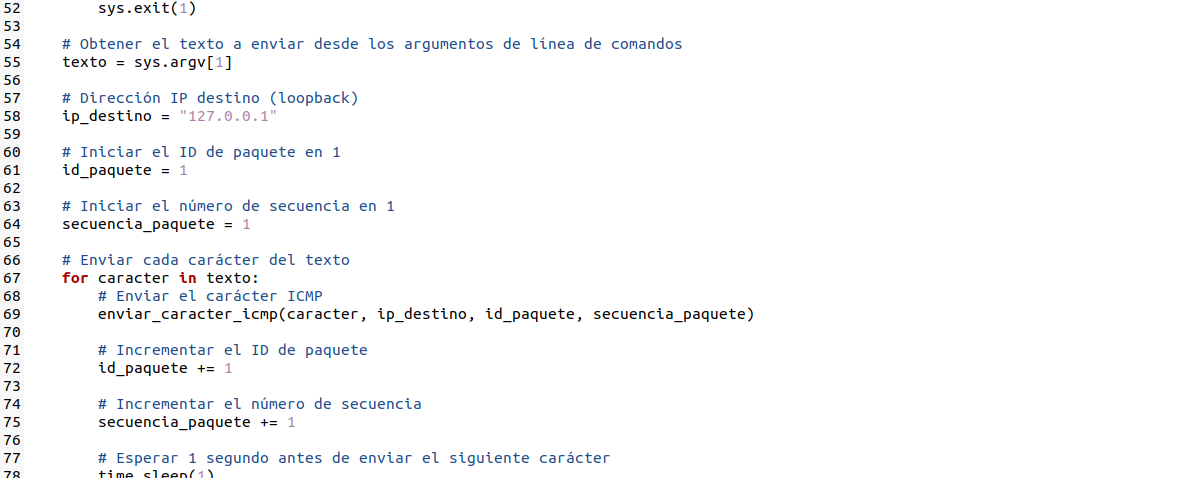 52         sys.exit(1)
53
54     # Obtener el texto a enviar desde los argumentos de línea de comandos
55     texto = sys.argv[1]
56
57     # Dirección IP destino (loopback)
58     ip_destino = "127.0.0.1"
59
60     # Iniciar el ID de paquete en 1
61     id_paquete = 1
62
63     # Iniciar el número de secuencia en 1
64     secuencia_paquete = 1
65
66     # Enviar cada carácter del texto
67     for caracter in texto:
68         # Enviar el carácter ICMP
69         enviar_caracter_icmp(caracter, ip_destino, id_paquete, secuencia_paquete)
70
71         # Incrementar el ID de paquete
72         id_paquete += 1
73
74         # Incrementar el número de secuencia
75         secuencia_paquete += 1
76
77         # Esperar 1 segundo antes de enviar el siguiente carácter
78         time.sleep(1)